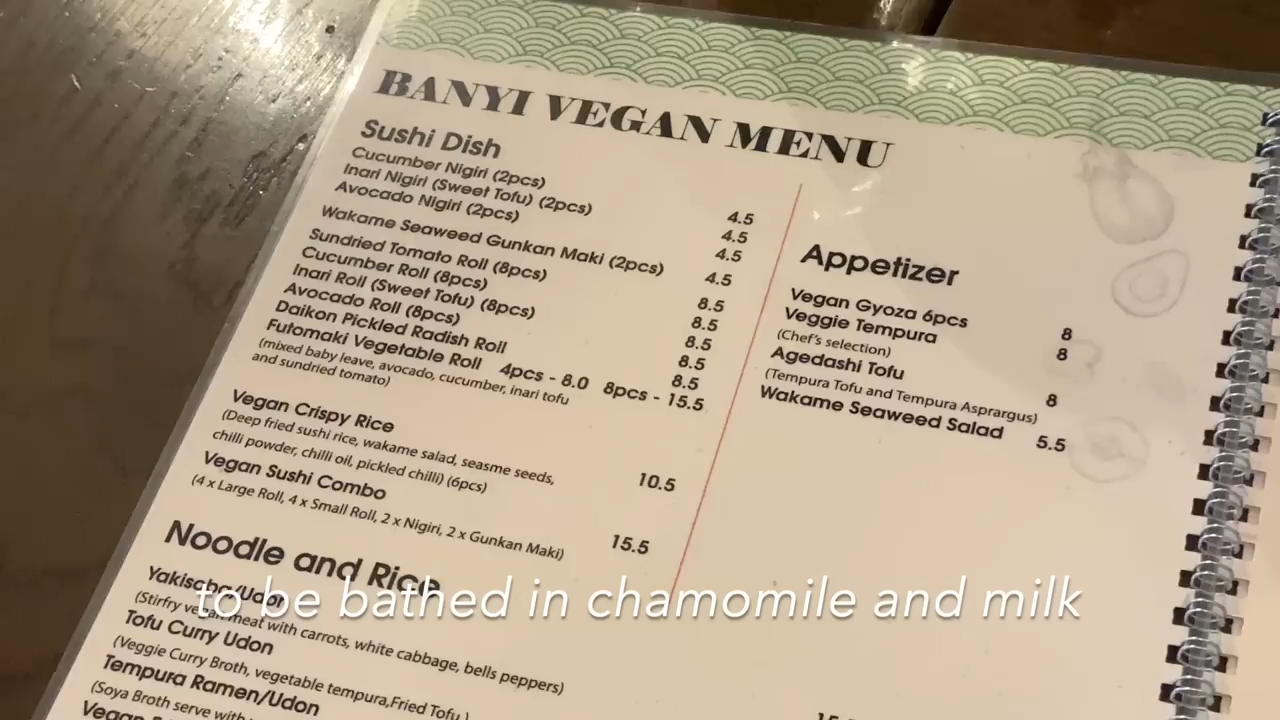 BANYI VEGAN MENU
Sushi Dish
Cucumber Nigiri (2pcs) 4.5
Inari Nigiri (Sweet Tofu) (2pcs) 4.5
Avocado Nigiri (2pcs) 4.5
Wakame Seaweed Gunkan Maki (2pcs) 4.5
Sundried Tomato Roll (8pcs) 8.5
Cucumber Roll (8pcs) 8.5
Inari Roll (Sweet Tofu) (8pcs) 8.5
Avocado Roll (8pcs) 8.5
Daikon Pickled Radish Roll 8.5
Futomaki Vegetable Roll 4pcs - 8.0 8pcs - 15.5
(mixed baby leave, avocado, cucumber, inari tofu
and sundried tomato)
Vegan Crispy Rice 10.5
(Deep fried sushi rice, wakame salad, seasme seeds,
chilli powder, chilli oil, pickled chilli) (6pcs)
Vegan Sushi Combo 15.5
(4 x Large Roll, 4 x Small Roll, 2 x Nigiri, 2 x Gunkan Maki)
Noodle and Rice
Yakisoba/Udon
(Stirfry vegan meat with carrots, white cabbage, bells peppers)
Tofu Curry Udon
(Veggie Curry Broth, vegetable tempura,Fried Tofu )
Tempura Ramen/Udon
(Soya Broth serve with
Vegan
Appetizer
Vegan Gyoza 6pcs 8
Veggie Tempura 8
(Chef's selection)
Agedashi Tofu 8
(Tempura Tofu and Tempura Asprargus)
Wakame Seaweed Salad 5.5
to be bathed in chamomile and milk